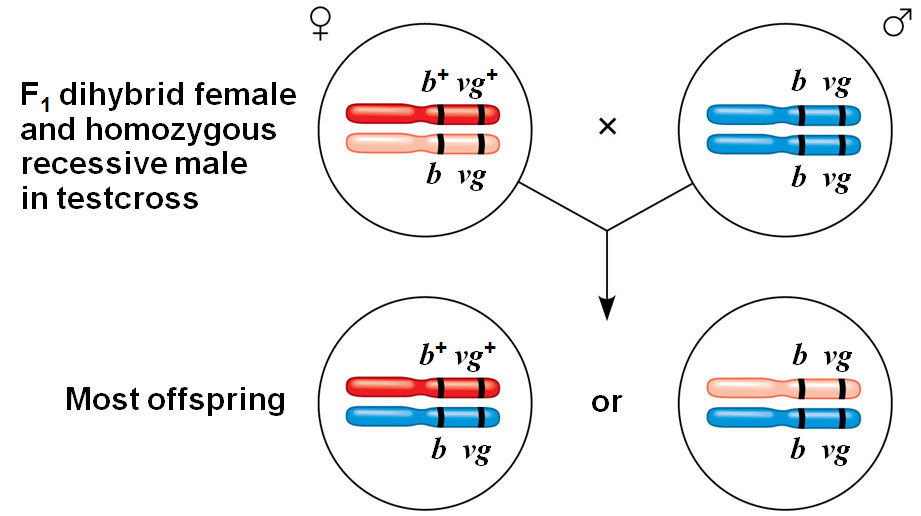 ♀ ♂
b+ vg+ b vg
F1 dihybrid female
and homozygous
recessive male
in testcross
×
b vg b vg
b+ vg+ b vg
Most offspring or
b vg b vg